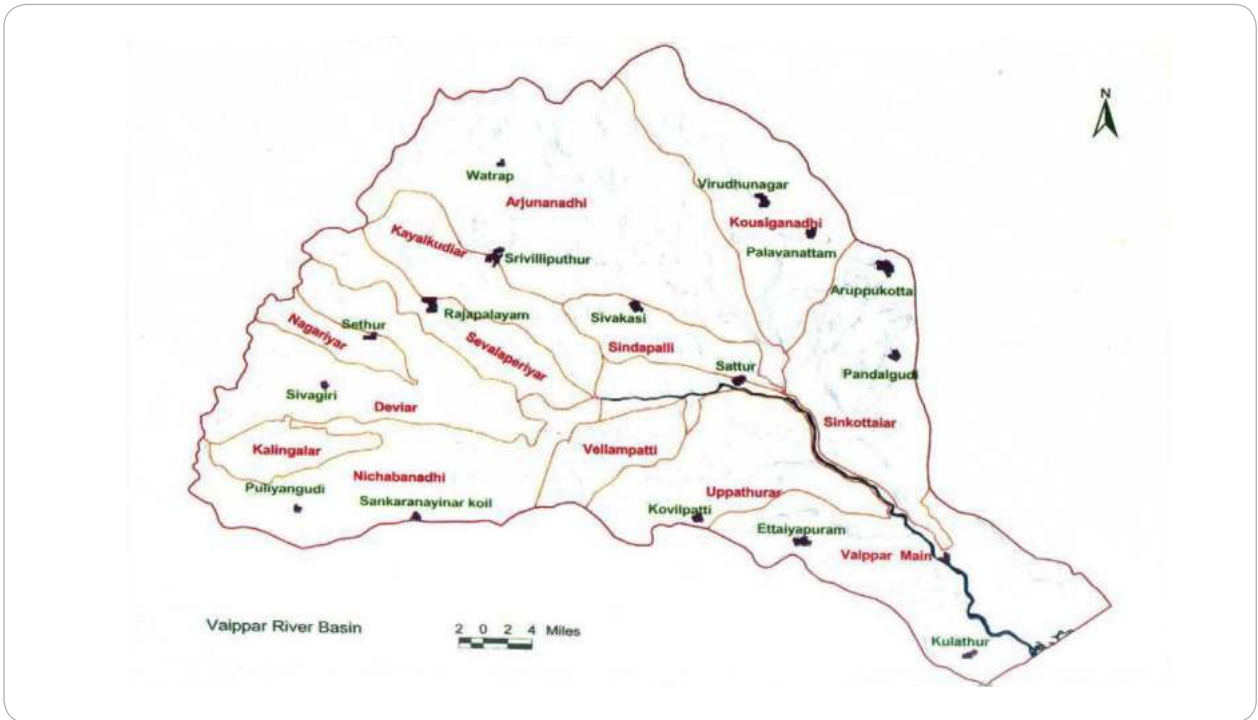 N
Watrap
Virudhunagar
Arjunanadhi
Kousiganadhi
Kayalkudiar
Palavanattam
Srivilliputhur
Aruppukotta
Rajapalayam
Sivakasi
Nagariyar
Sethur
Sevalaperiyar
Sindapalli
Sattur
Pandalgudi
Sivagiri
Deviar
Sinkottaiar
Kalingalar
Vellampatti
Nichabanadhi
Puliyangudi
Sankaranayinar koil
Uppathurar
Kovilpatti
Ettaiyapuram
Vaippar Main
Vaippar River Basin
2 0 2 4 Miles
Kulathur